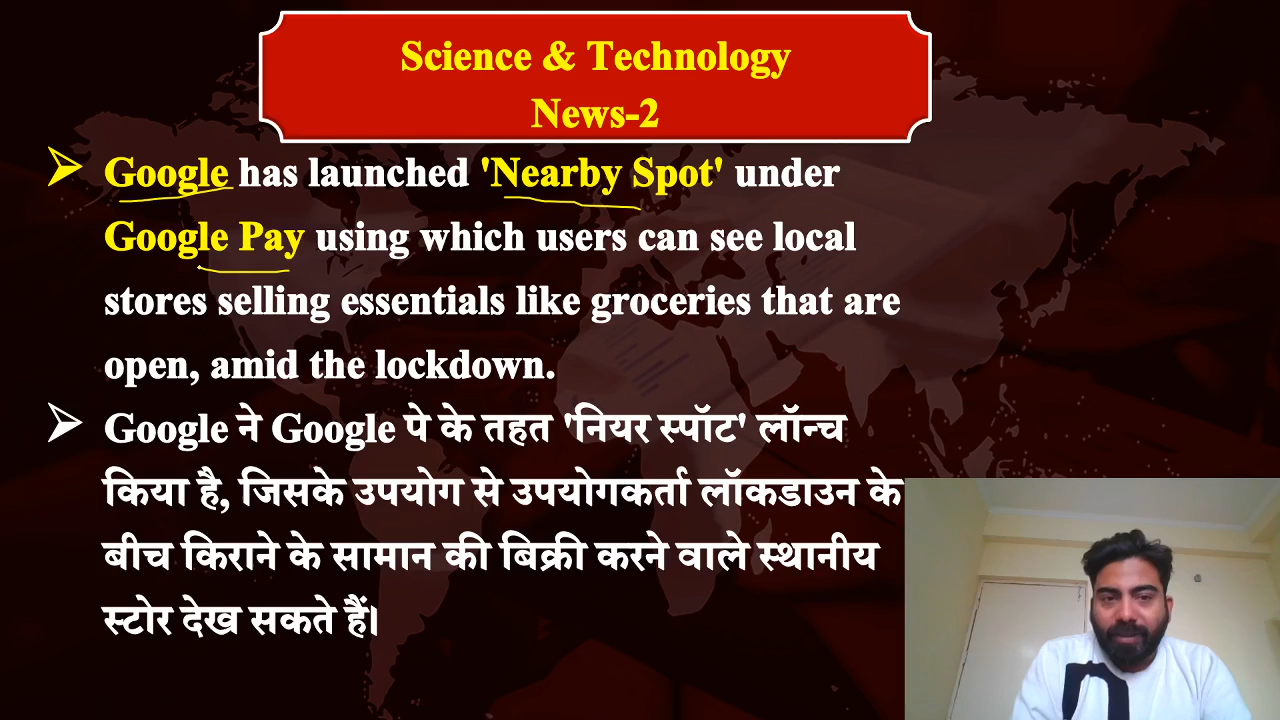 Science & Technology
News-2
Google has launched 'Nearby Spot' under
Google Pay using which users can see local
stores selling essentials like groceries that are
open, amid the lockdown.
Google ने Google पे के तहत 'नियर स्पॉट' लॉन्च
किया है, जिसके उपयोग से उपयोगकर्ता लॉकडाउन के
बीच किराने के सामान की बिक्री करने वाले स्थानीय
स्टोर देख सकते हैं।